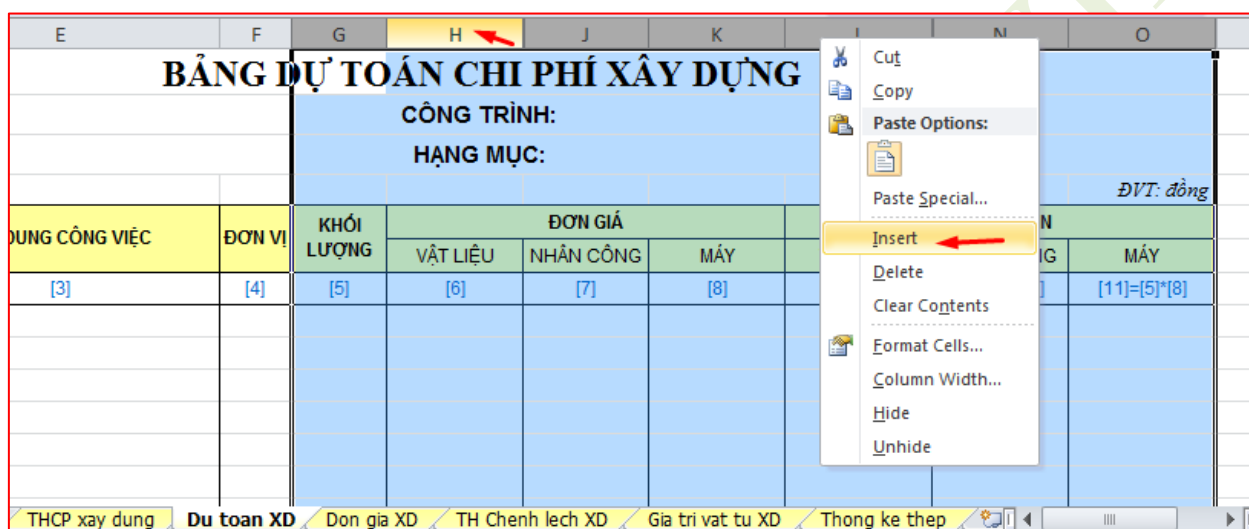 E F G H J K L N O
BẢNG DỰ TOÁN CHI PHÍ XÂY DỰNG
CÔNG TRÌNH:
HẠNG MỤC:
ĐVT: đồng
DUNG CÔNG VIỆC ĐƠN VỊ KHỐI LƯỢNG ĐƠN GIÁ N
VẬT LIỆU NHÂN CÔNG MÁY NG MÁY
[3] [4] [5] [6] [7] [8] ] [11]=[5]*[8]
Cut
Copy
Paste Options:
Paste Special...
Insert
Delete
Clear Contents
Format Cells...
Column Width...
Hide
Unhide
THCP xay dung Du toan XD Don gia XD TH Chenh lech XD Gia tri vat tu XD Thong ke thep